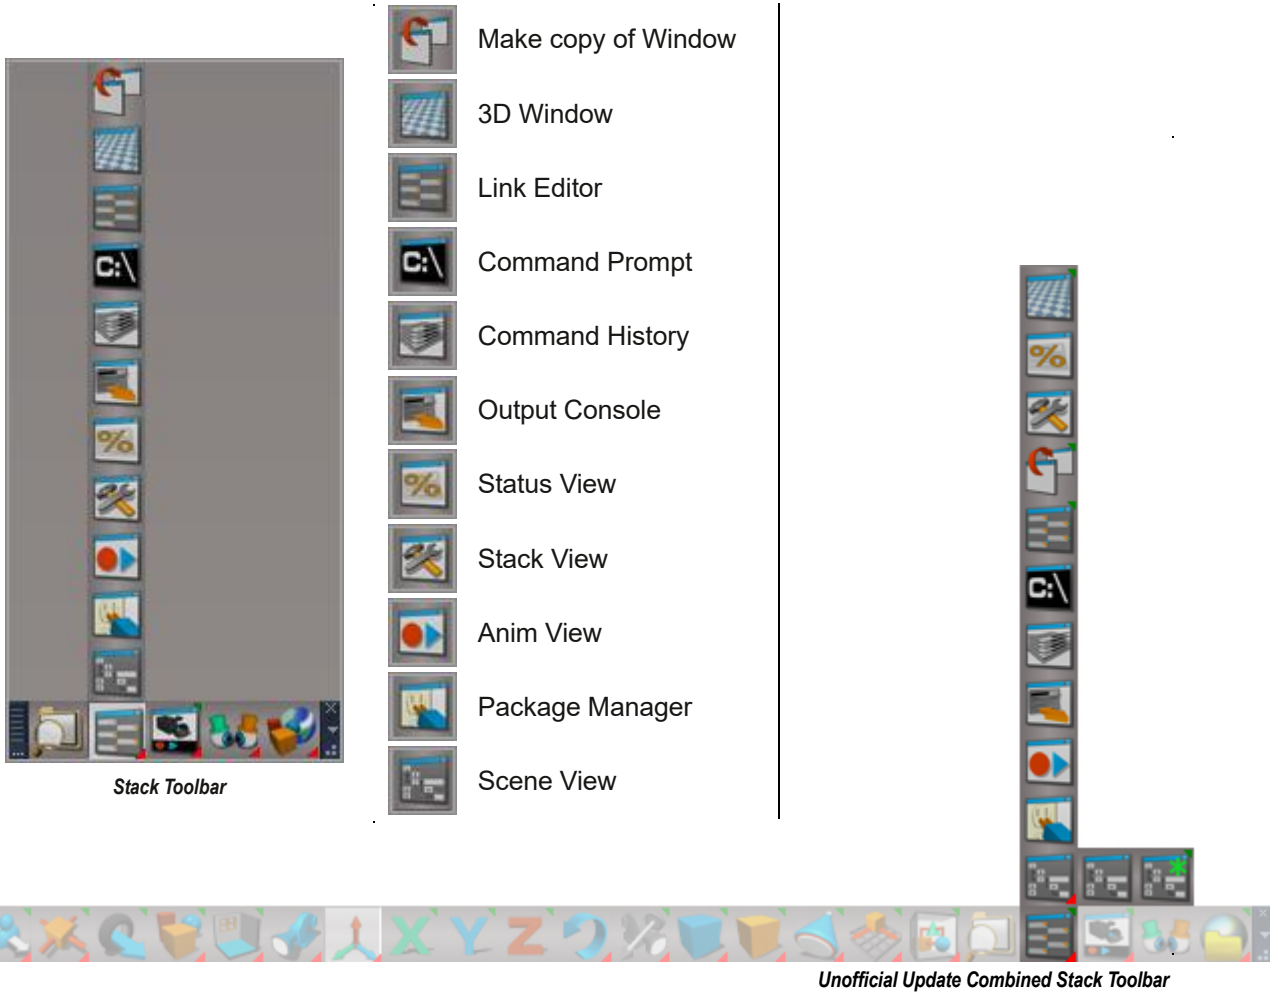 Make copy of Window
3D Window
Link Editor
C:\
Command Prompt
Command History
Output Console
%
Status View
Stack View
Anim View
Package Manager
Scene View
C:\
%
Stack Toolbar
%
C:\
X Y Z %
Unofficial Update Combined Stack Toolbar